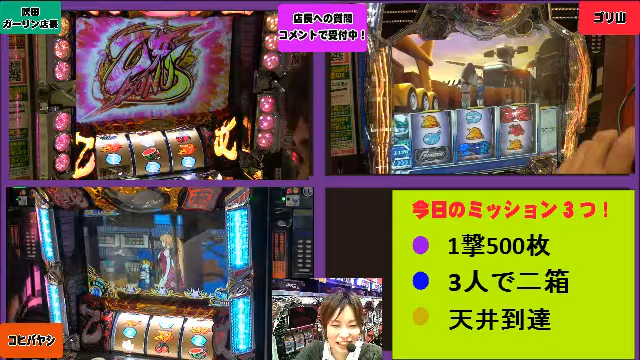 店長への質問
コメントで受付中！
ガーリン店長
ゴリ山
BONUS
コヒバヤシ
今日のミッション３つ！
1撃500枚
3人で二箱
天井到達